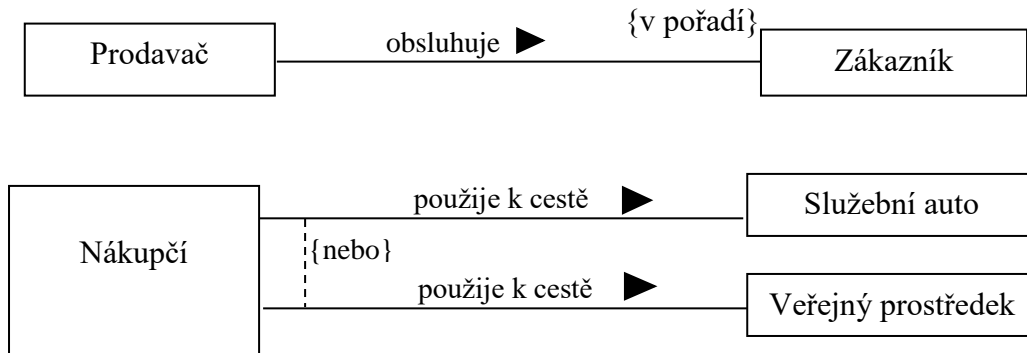 Prodavač
obsluhuje
{v pořadí}
Zákazník
Nákupčí
použije k cestě
Služební auto
{nebo}
použije k cestě
Veřejný prostředek